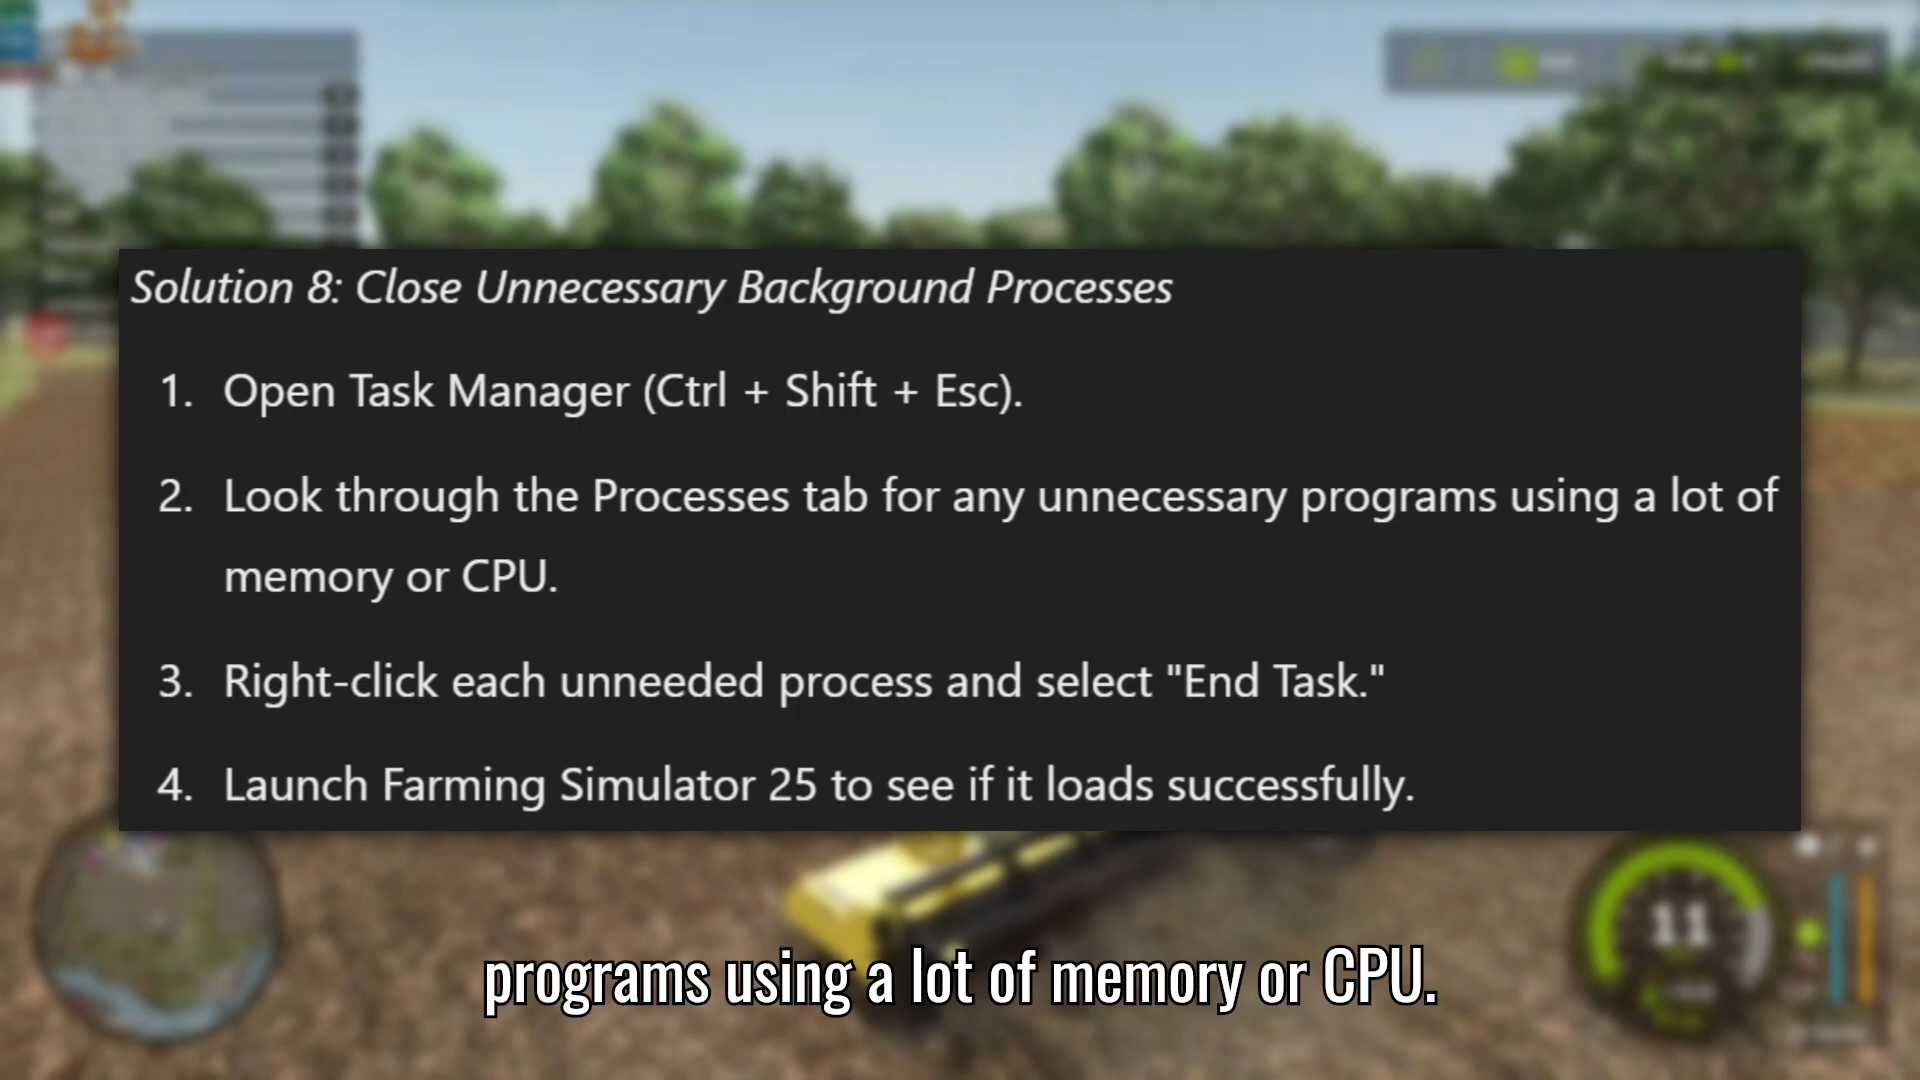 Solution 8: Close Unnecessary Background Processes
1. Open Task Manager (Ctrl + Shift + Esc).
2. Look through the Processes tab for any unnecessary programs using a lot of
memory or CPU.
3. Right-click each unneeded process and select "End Task."
4. Launch Farming Simulator 25 to see if it loads successfully.
11
programs using a lot of memory or CPU.